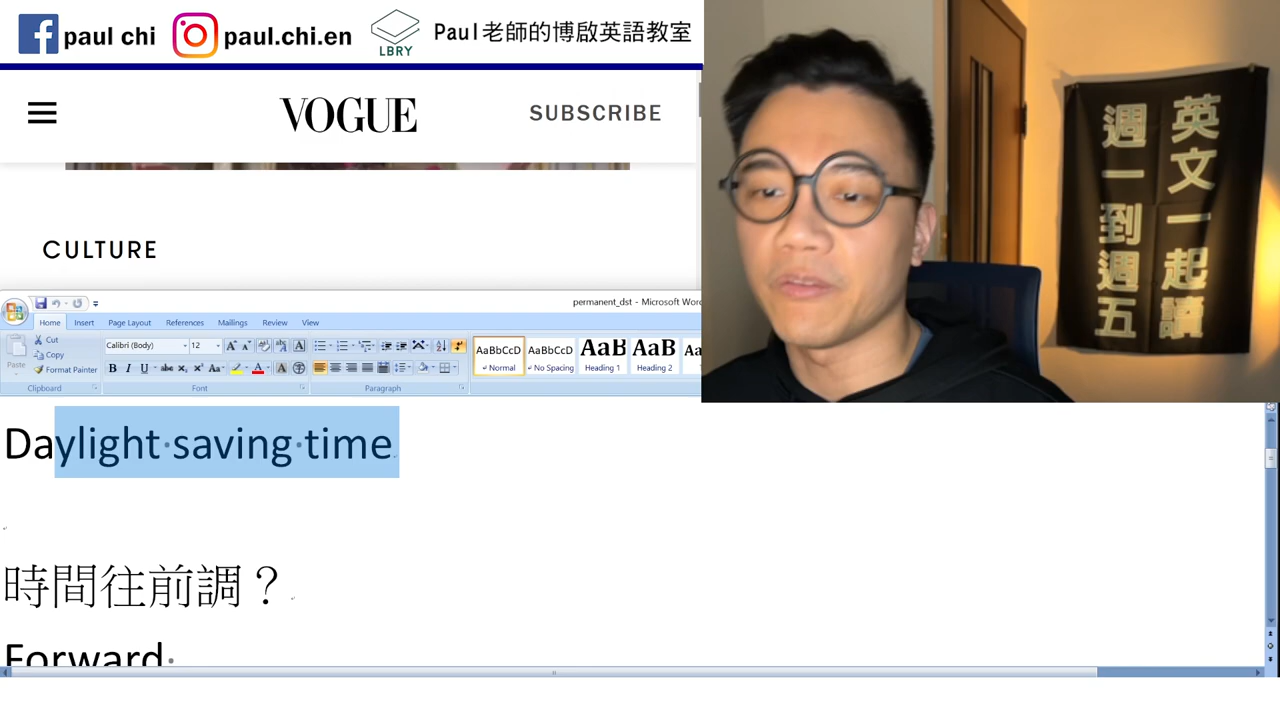 paul chi
paul.chi.en
LBRY
Paul老師的博啟英語教室
VOGUE
SUBSCRIBE
CULTURE
permanent_dst - Microsoft Word
Home
Insert
Page Layout
References
Mailings
Review
View
Paste
Cut
Copy
Format Painter
Clipboard
Calibri (Body)
12
Font
Paragraph
AaBbCcD
Normal
AaBbCcD
No Spacing
AaBB
Heading 1
AaB
Heading 2
Daylight saving time
時間往前調？
Forward
英文一起讀
週一到週五